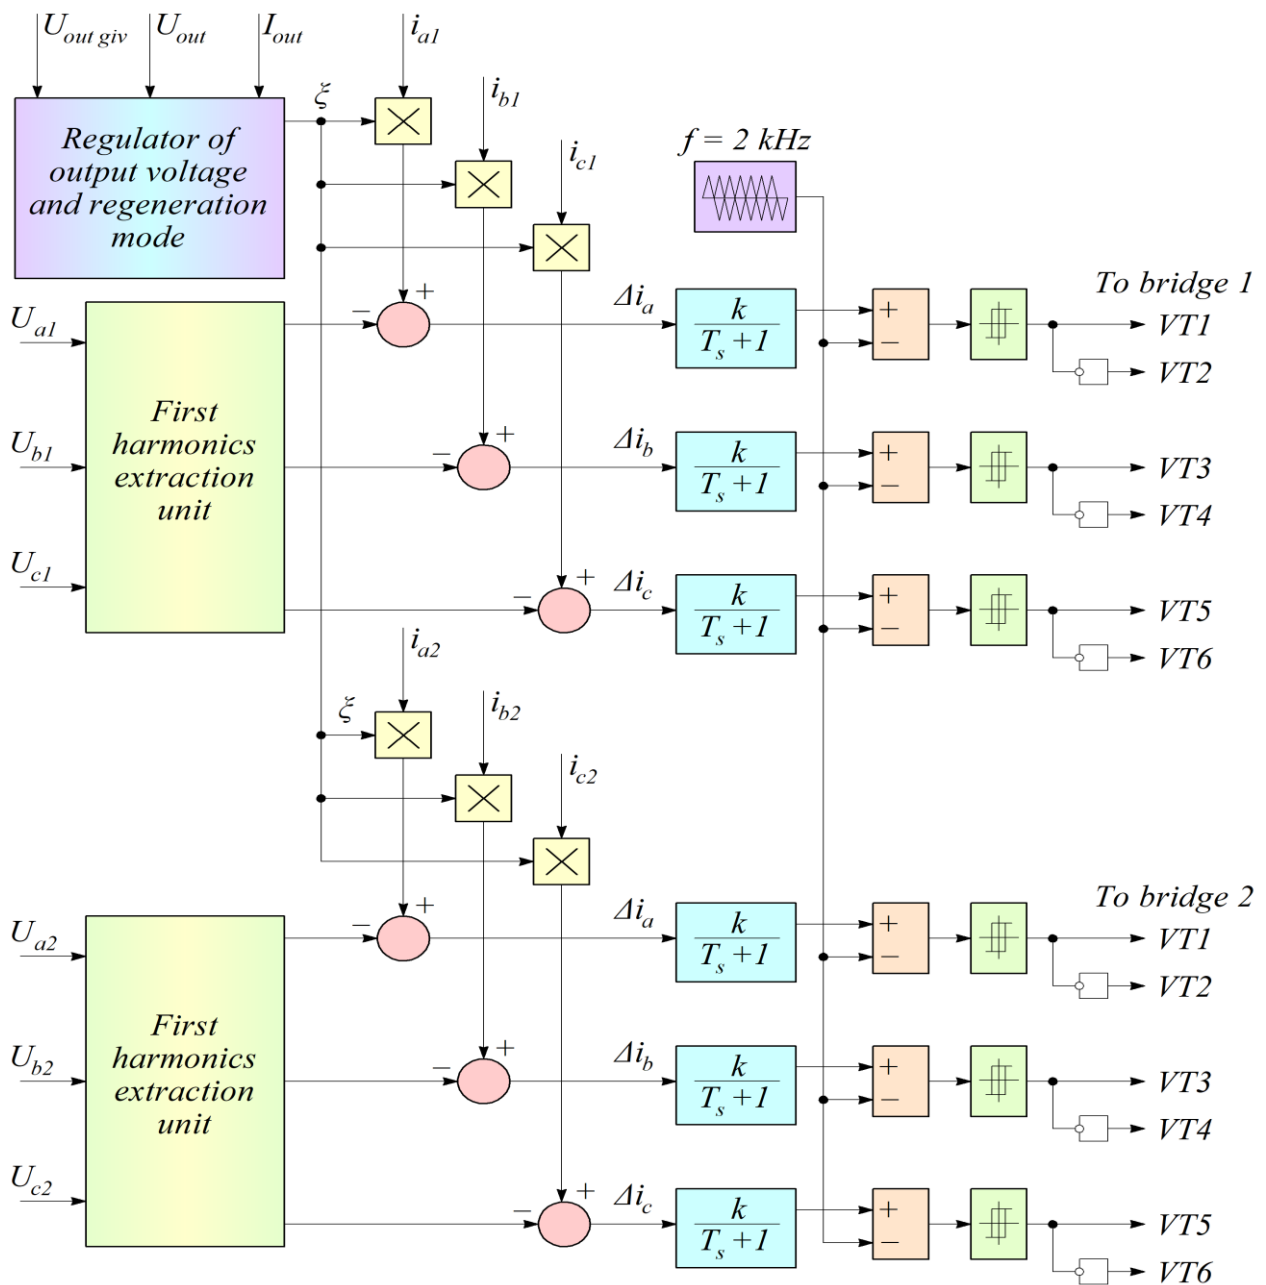 U_out giv U_out I_out i_a1
i_b1
i_c1
ξ
Regulator of
output voltage
and regeneration
mode
f = 2 kHz
To bridge 1
U_a1
U_b1
U_c1
First
harmonics
extraction
unit
− +
Δi_a
k
T_s +1
+
−
VT1
VT2
− +
Δi_b
k
T_s +1
+
−
VT3
VT4
− +
Δi_c
k
T_s +1
+
−
VT5
VT6
i_a2
i_b2
i_c2
ξ
To bridge 2
U_a2
U_b2
U_c2
First
harmonics
extraction
unit
− +
Δi_a
k
T_s +1
+
−
VT1
VT2
− +
Δi_b
k
T_s +1
+
−
VT3
VT4
− +
Δi_c
k
T_s +1
+
−
VT5
VT6